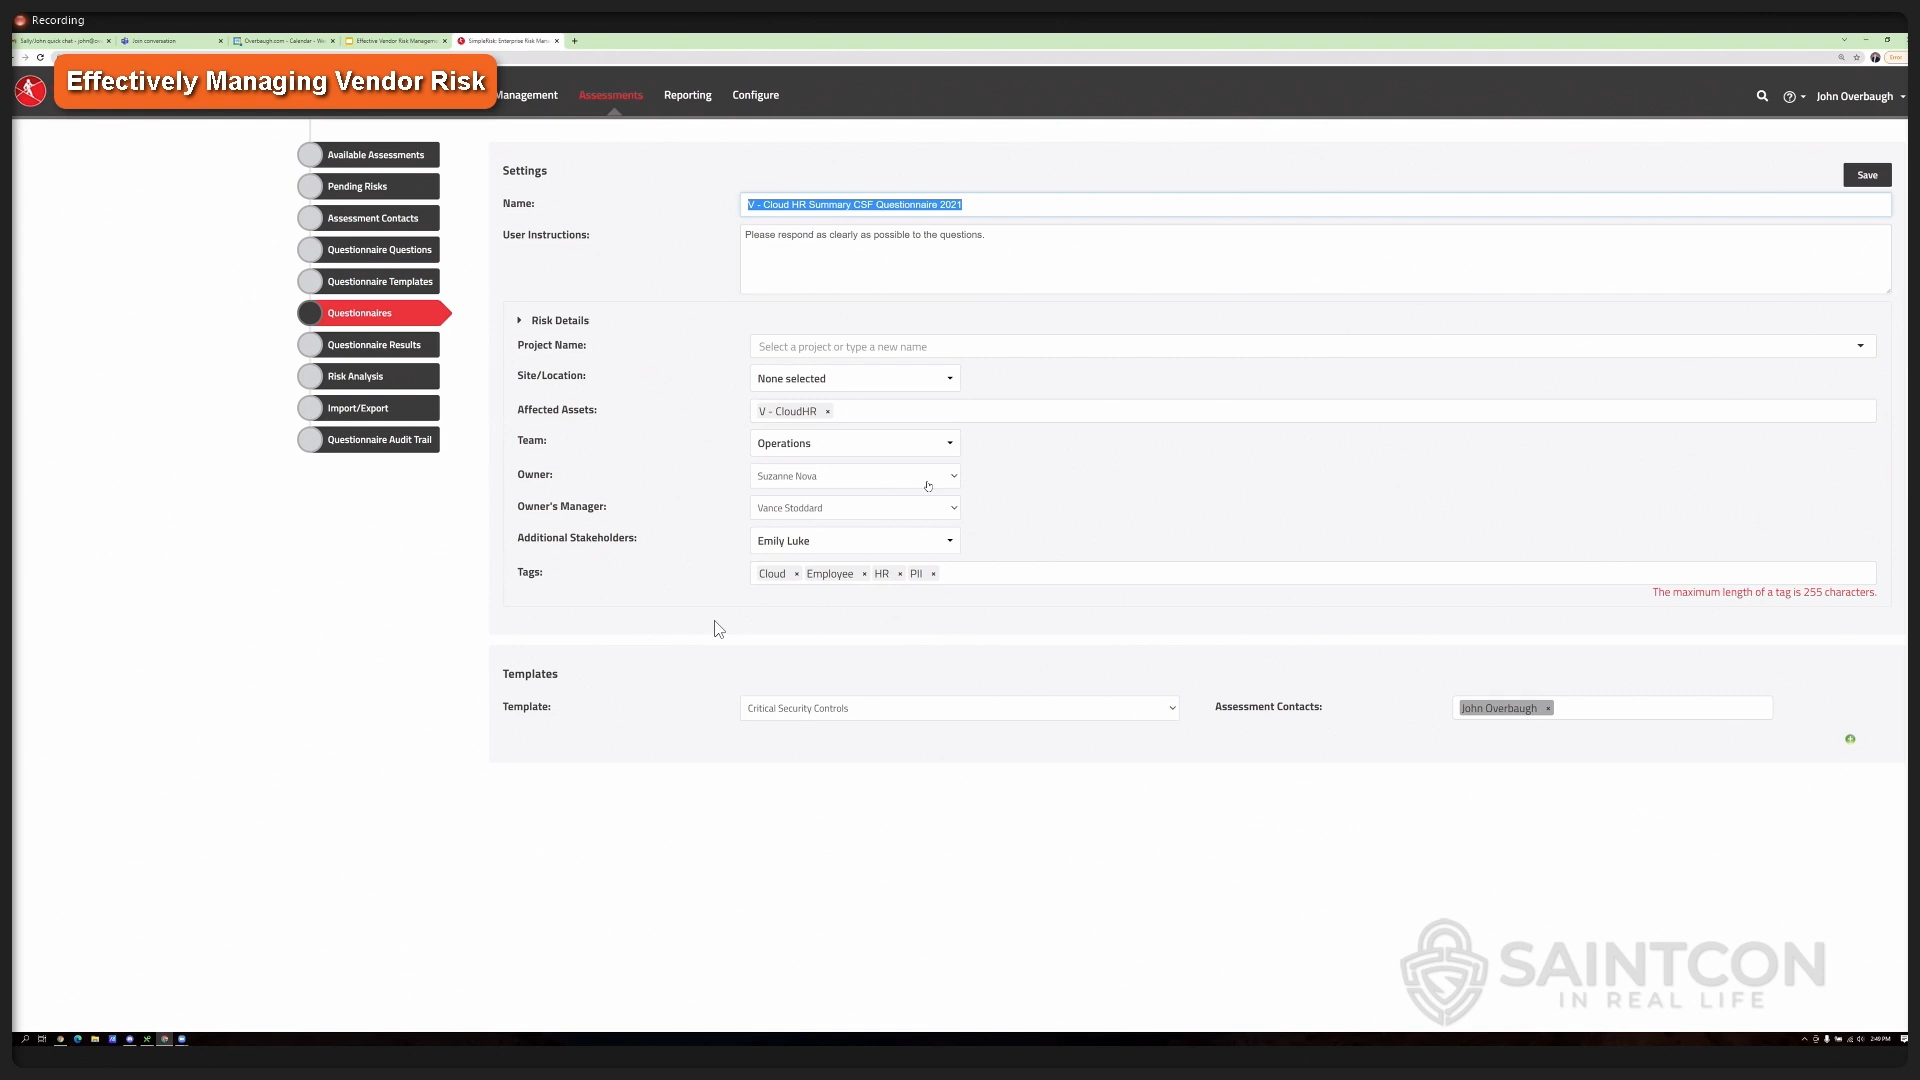 Recording
Sally/John quick chat - john@o
Join conversation
Overbaugh.com - Calendar - W
Effective Vendor Risk Managem
SimpleRisk: Enterprise Risk Man
Error
Effectively Managing Vendor Risk
Management
Assessments
Reporting
Configure
John Overbaugh
Available Assessments
Pending Risks
Assessment Contacts
Questionnaire Questions
Questionnaire Templates
Questionnaires
Questionnaire Results
Risk Analysis
Import/Export
Questionnaire Audit Trail
Settings
Save
Name:
V - Cloud HR Summary CSF Questionnaire 2021
User Instructions:
Please respond as clearly as possible to the questions.
Risk Details
Project Name:
Select a project or type a new name
Site/Location:
None selected
Affected Assets:
V - CloudHR ×
Team:
Operations
Owner:
Suzanne Nova
Owner's Manager:
Vance Stoddard
Additional Stakeholders:
Emily Luke
Tags:
Cloud × Employee × HR × PII ×
The maximum length of a tag is 255 characters.
Templates
Template:
Critical Security Controls
Assessment Contacts:
John Overbaugh ×
SAINTCON
IN REAL LIFE
2:49 PM